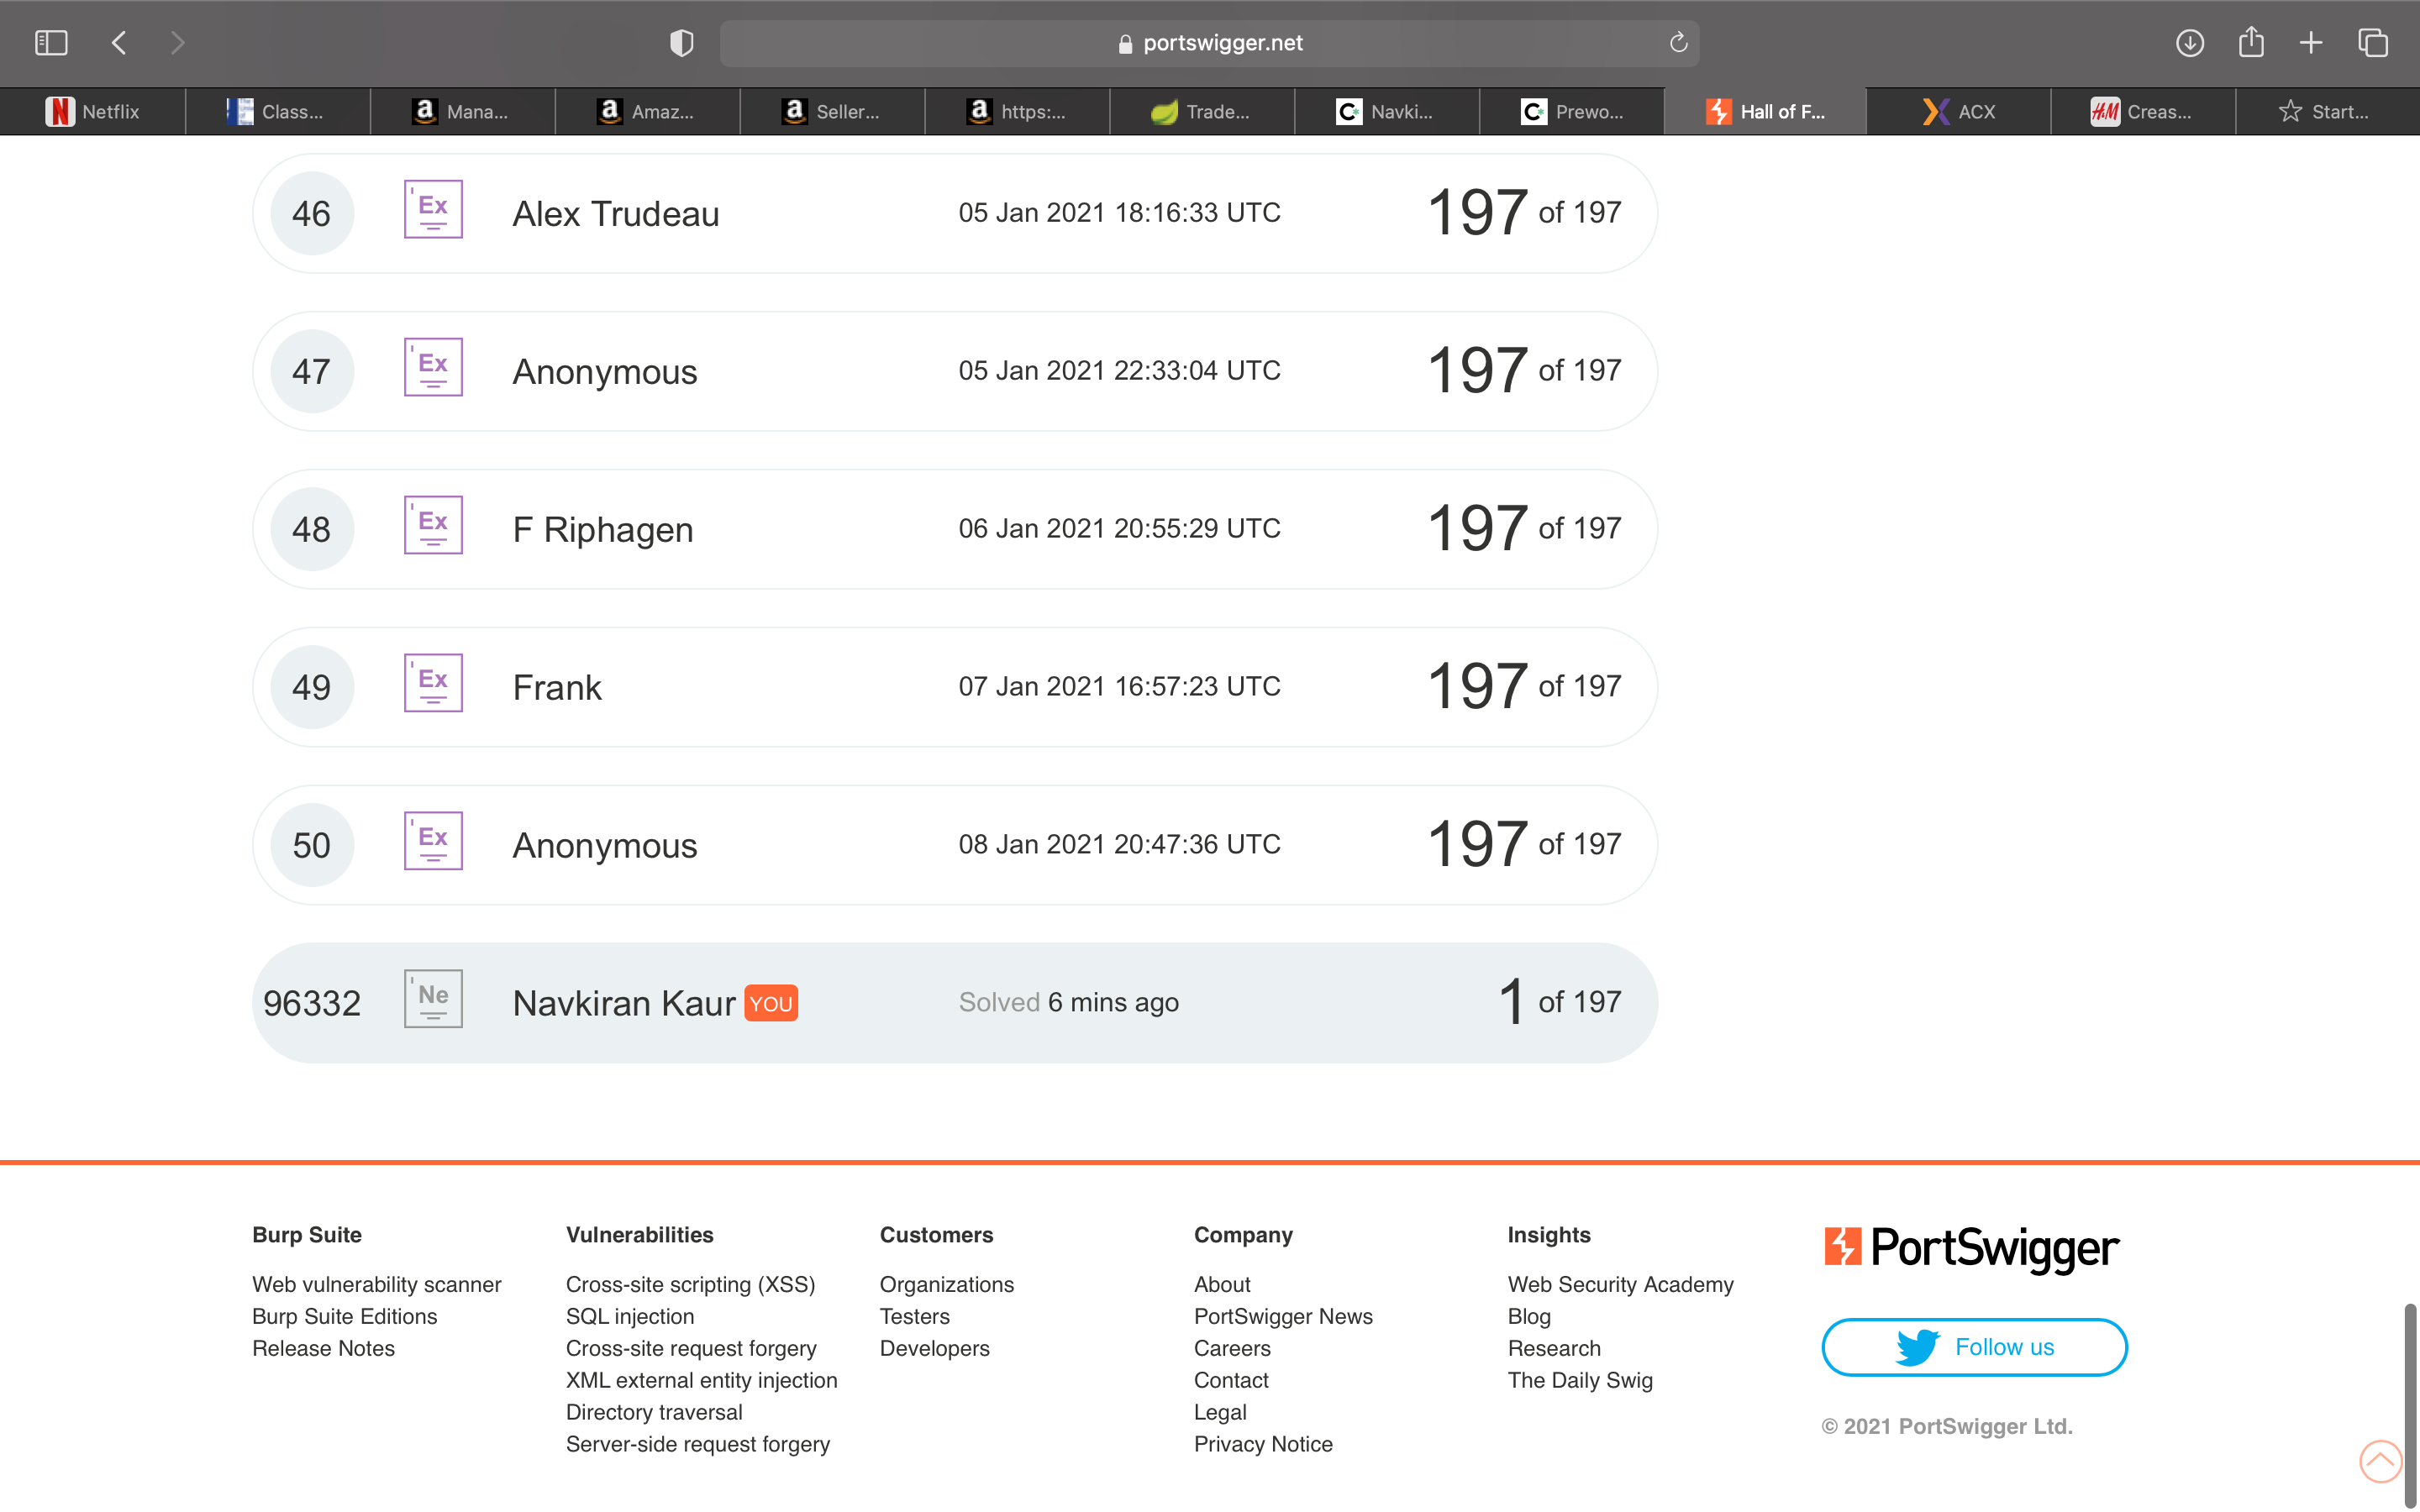 portswigger.net
Netflix
Class...
Mana...
Amaz...
Seller...
https:...
Trade...
Navki...
Prewo...
Hall of F...
ACX
Creas...
Start...
46 Ex Alex Trudeau 05 Jan 2021 18:16:33 UTC 197 of 197
47 Ex Anonymous 05 Jan 2021 22:33:04 UTC 197 of 197
48 Ex F Riphagen 06 Jan 2021 20:55:29 UTC 197 of 197
49 Ex Frank 07 Jan 2021 16:57:23 UTC 197 of 197
50 Ex Anonymous 08 Jan 2021 20:47:36 UTC 197 of 197
96332 Ne Navkiran Kaur YOU Solved 6 mins ago 1 of 197
Burp Suite
Web vulnerability scanner
Burp Suite Editions
Release Notes
Vulnerabilities
Cross-site scripting (XSS)
SQL injection
Cross-site request forgery
XML external entity injection
Directory traversal
Server-side request forgery
Customers
Organizations
Testers
Developers
Company
About
PortSwigger News
Careers
Contact
Legal
Privacy Notice
Insights
Web Security Academy
Blog
Research
The Daily Swig
PortSwigger
Follow us
© 2021 PortSwigger Ltd.